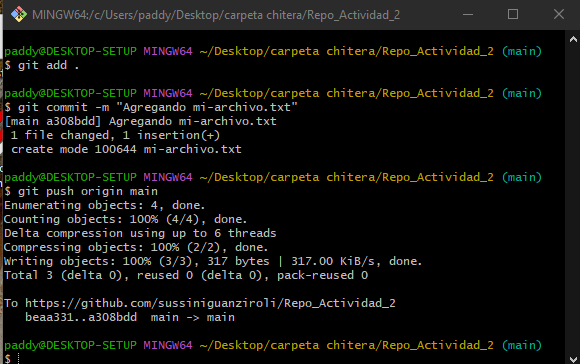 MINGW64:/c/Users/paddy/Desktop/carpeta chitera/Repo_Actividad_2
paddy@DESKTOP-SETUP MINGW64 ~/Desktop/carpeta chitera/Repo_Actividad_2 (main)
$ git add .
paddy@DESKTOP-SETUP MINGW64 ~/Desktop/carpeta chitera/Repo_Actividad_2 (main)
$ git commit -m "Agregando mi-archivo.txt"
[main a308bdd] Agregando mi-archivo.txt
1 file changed, 1 insertion(+)
create mode 100644 mi-archivo.txt
paddy@DESKTOP-SETUP MINGW64 ~/Desktop/carpeta chitera/Repo_Actividad_2 (main)
$ git push origin main
Enumerating objects: 4, done.
Counting objects: 100% (4/4), done.
Delta compression using up to 6 threads
Compressing objects: 100% (2/2), done.
Writing objects: 100% (3/3), 317 bytes | 317.00 KiB/s, done.
Total 3 (delta 0), reused 0 (delta 0), pack-reused 0
To https://github.com/sussiniguanziroli/Repo_Actividad_2
beaa331..a308bdd main -> main
paddy@DESKTOP-SETUP MINGW64 ~/Desktop/carpeta chitera/Repo_Actividad_2 (main)
$